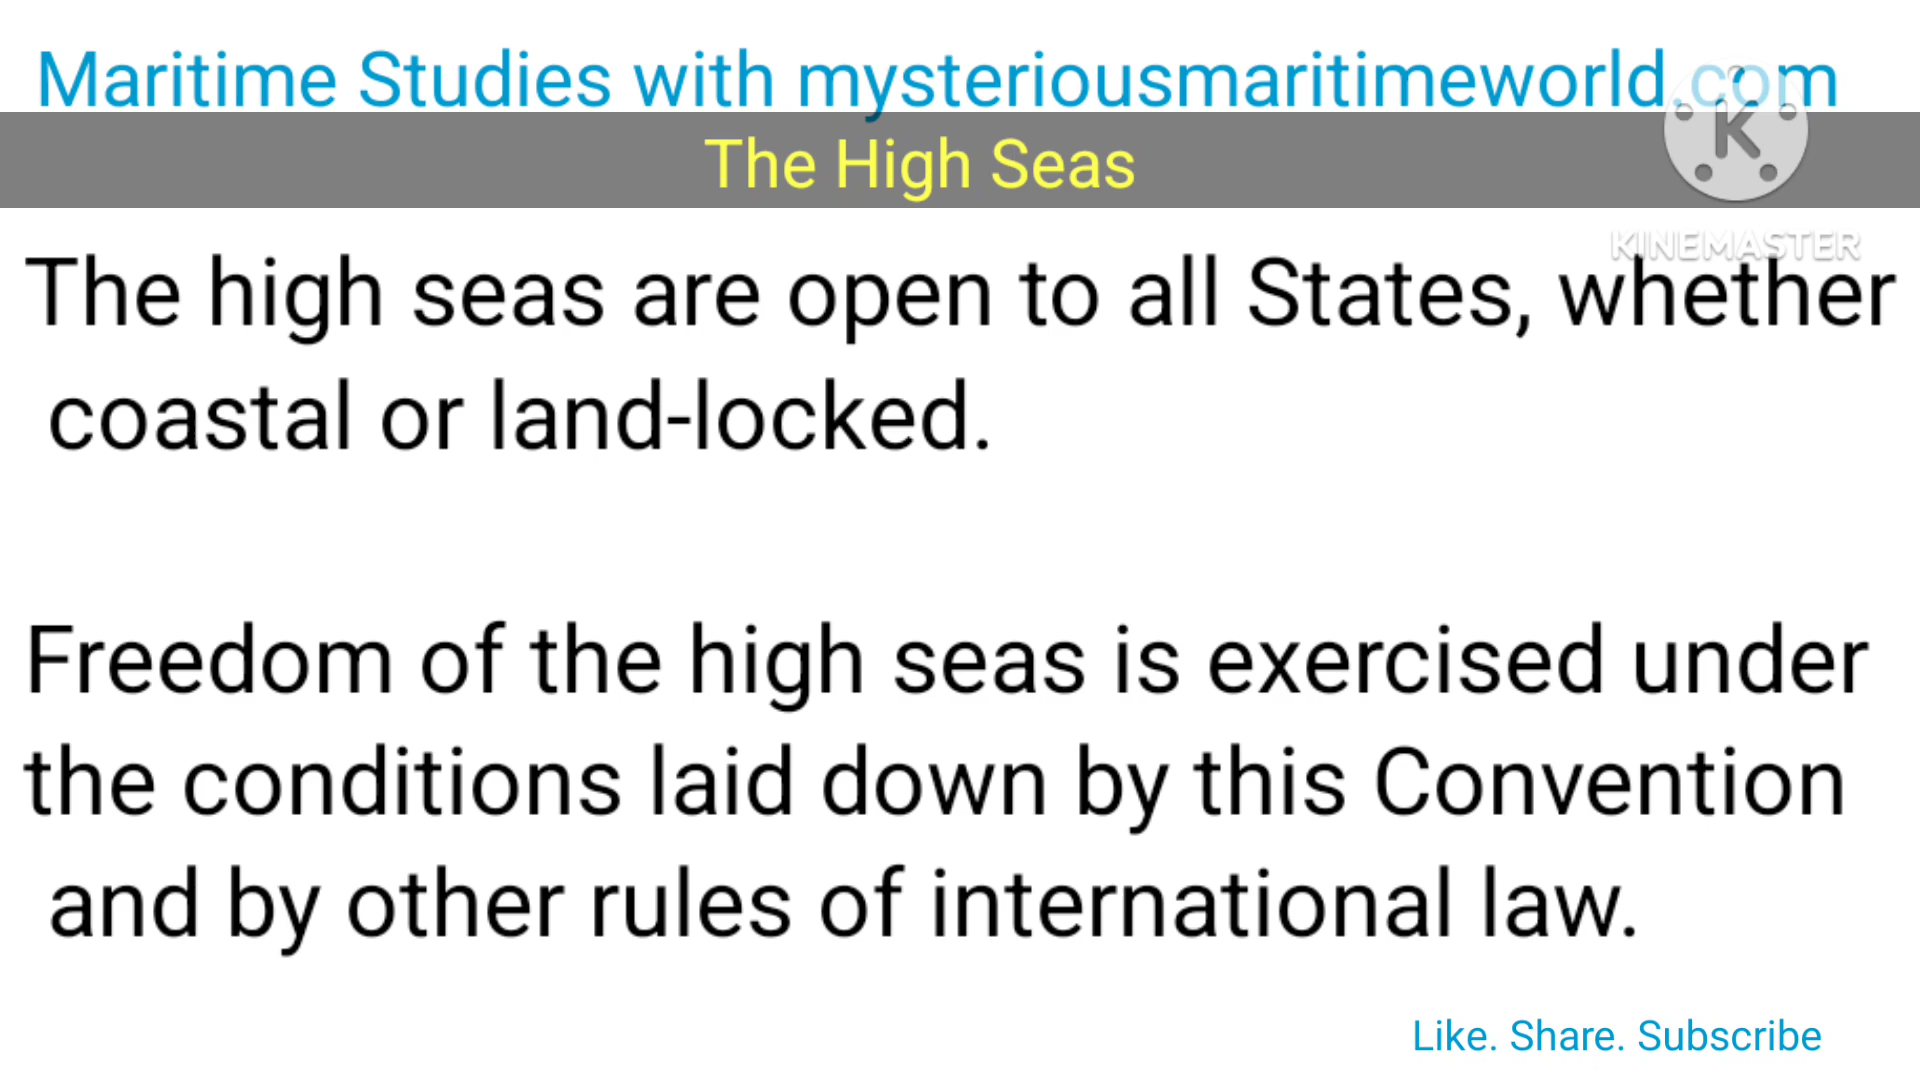 Maritime Studies with mysteriousmaritimeworld.com
The High Seas
K
KINEMASTER
The high seas are open to all States, whether
coastal or land-locked.
Freedom of the high seas is exercised under
the conditions laid down by this Convention
and by other rules of international law.
Like. Share. Subscribe